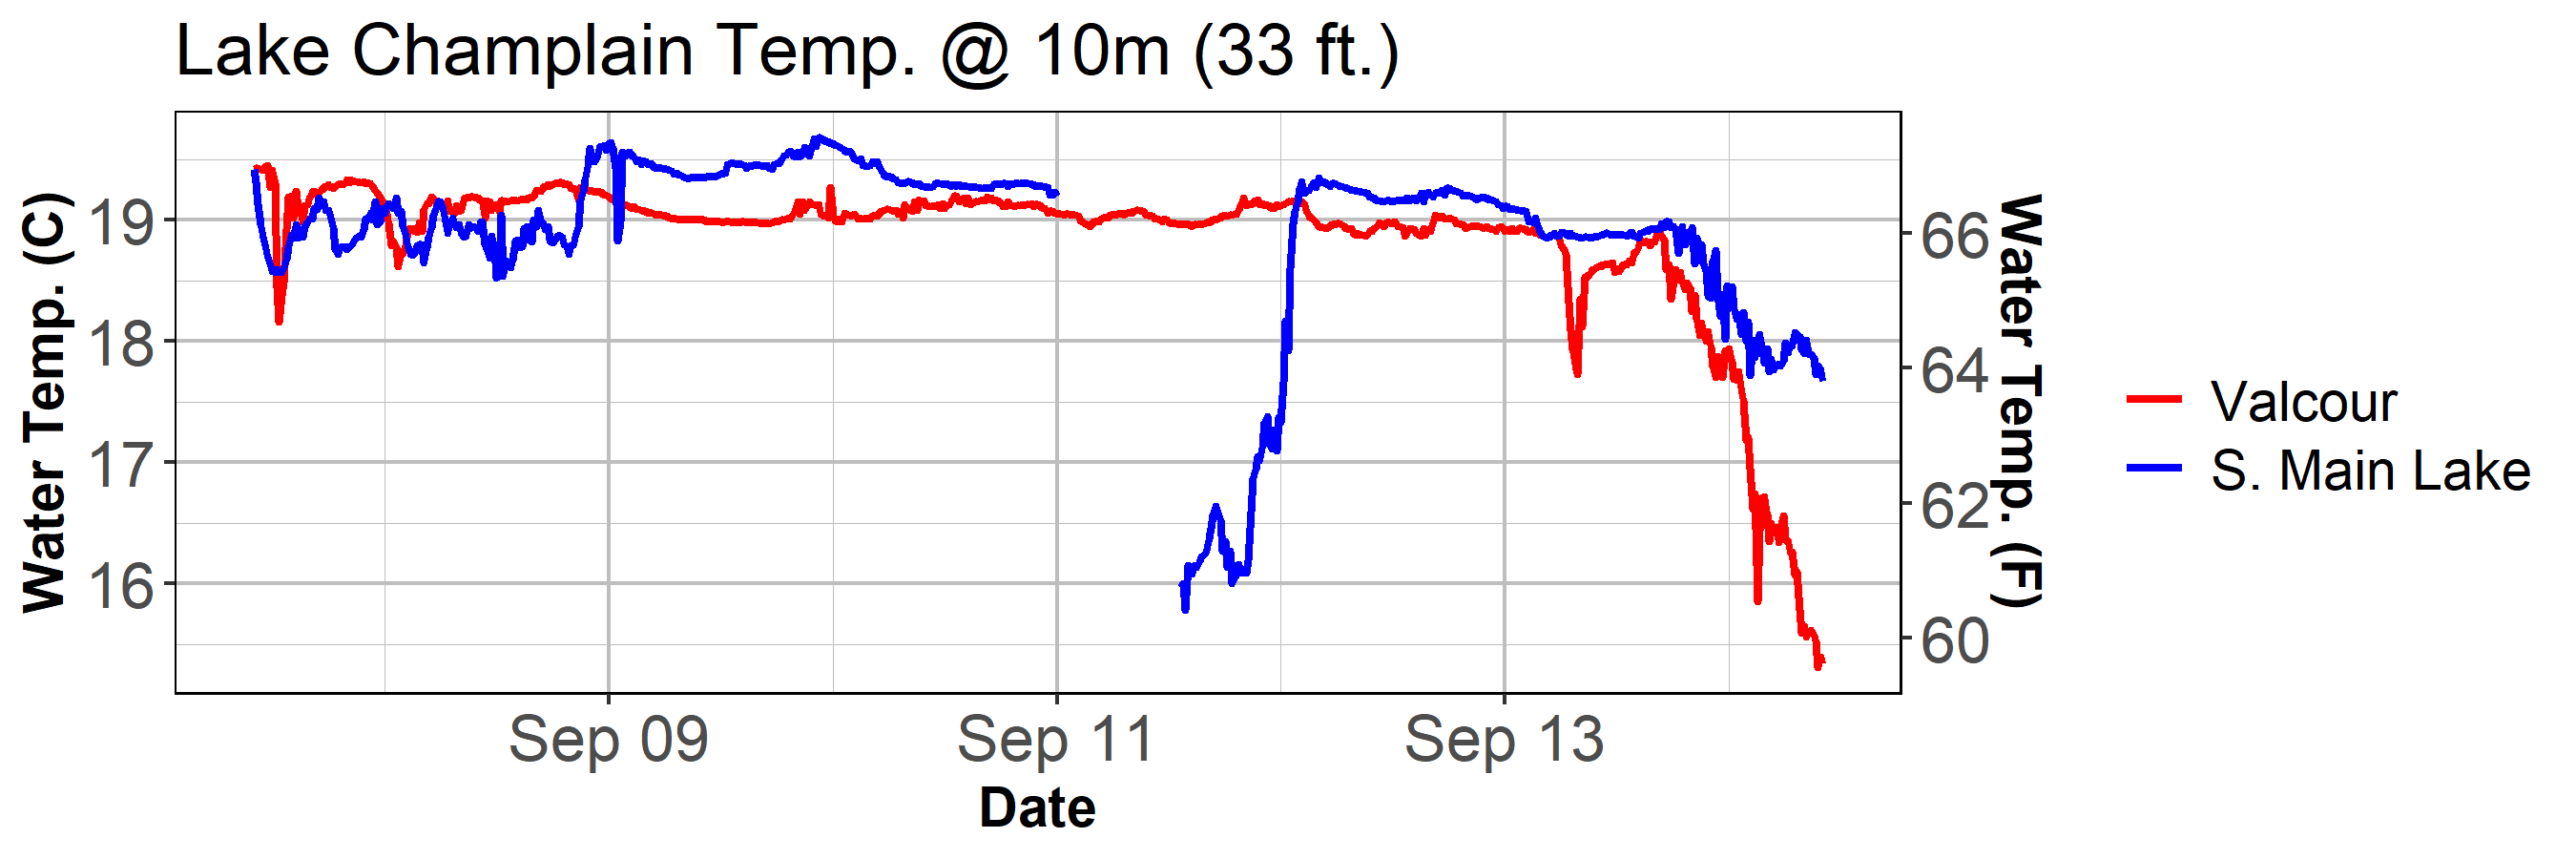 Lake Champlain Temp. @ 10m (33 ft.)
Water Temp. (C)
19
18
17
16
66
64
62
60
Water Temp. (F)
Sep 09
Sep 11
Sep 13
Date
Valcour
S. Main Lake